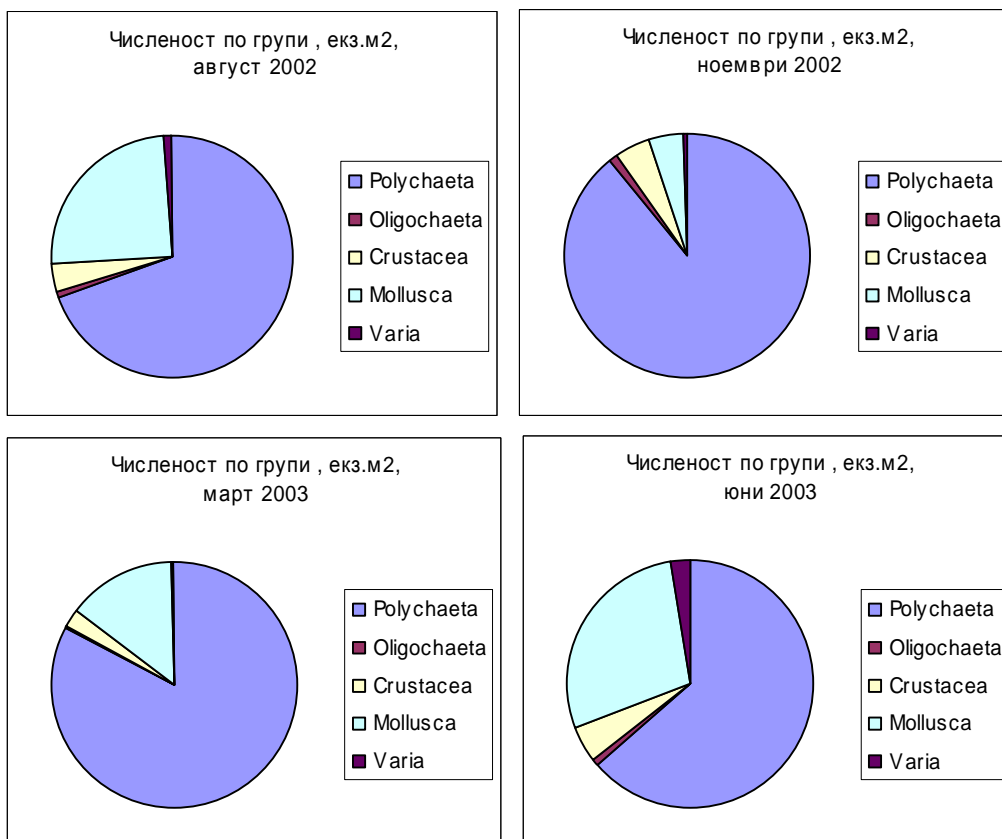 Численост по групи , екз.м2,
август 2002
Polychaeta
Oligochaeta
Crustacea
Mollusca
Varia
Численост по групи , екз.м2,
ноември 2002
Polychaeta
Oligochaeta
Crustacea
Mollusca
Varia
Численост по групи , екз.м2,
март 2003
Polychaeta
Oligochaeta
Crustacea
Mollusca
Varia
Численост по групи , екз.м2,
юни 2003
Polychaeta
Oligochaeta
Crustacea
Mollusca
Varia